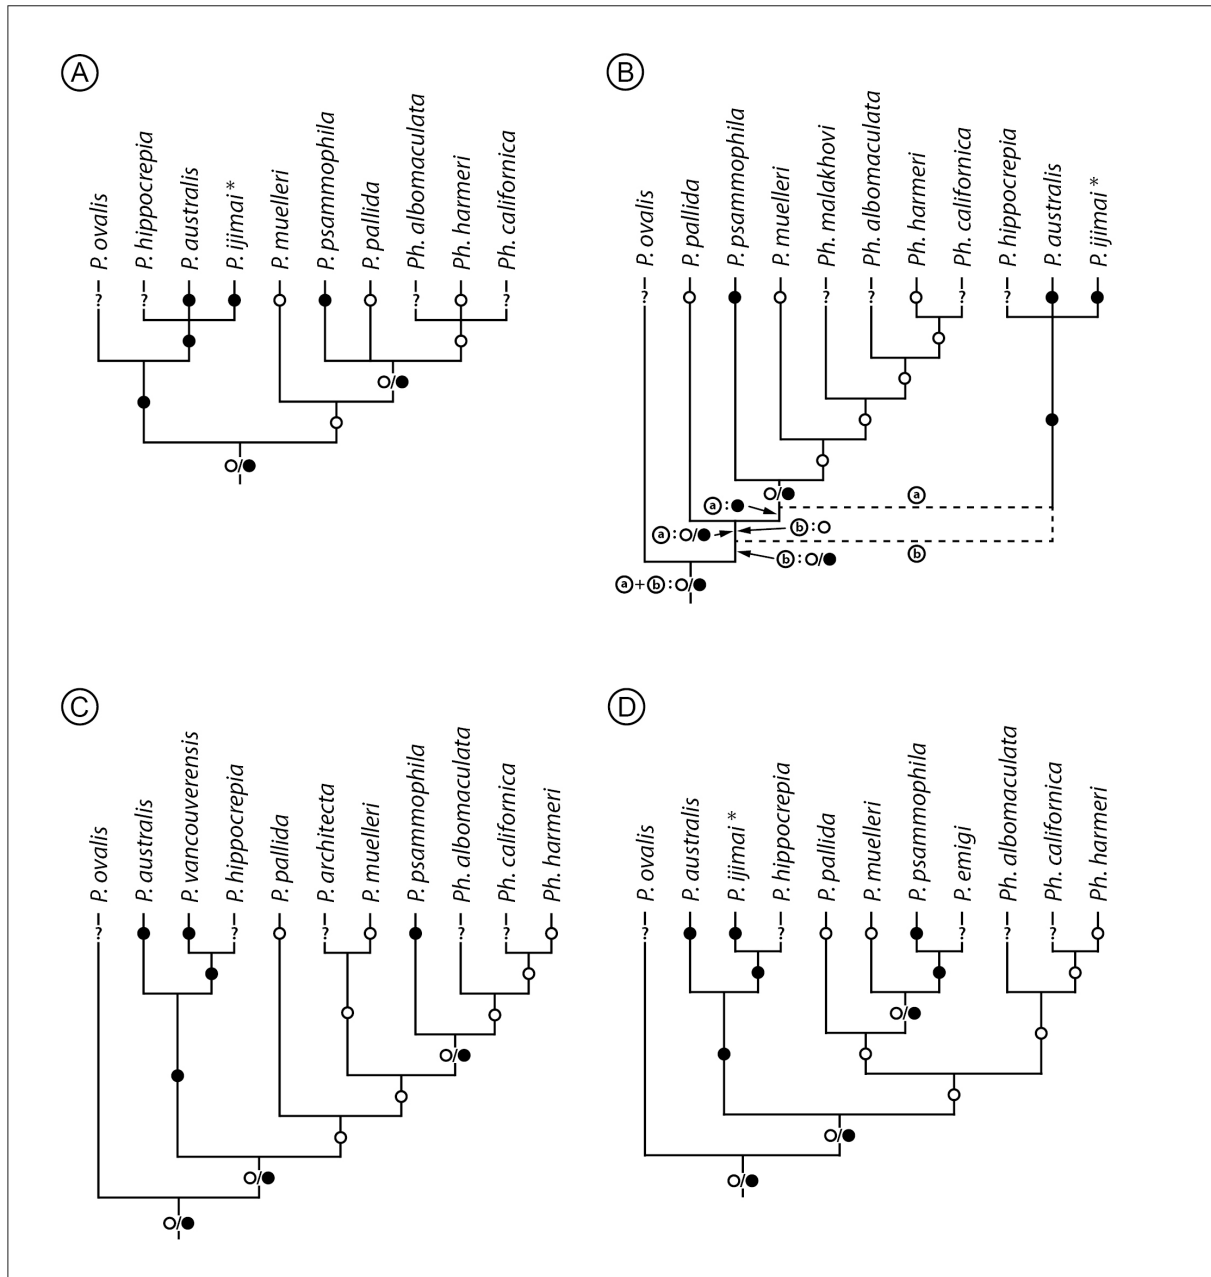 A
P. ovalis
P. hippocrepia
P. australis
P. ijimai *
P. muelleri
P. psammophila
P. pallida
Ph. albomaculata
Ph. harmeri
Ph. californica
? ? ? ?
/
/
B
P. ovalis
P. pallida
P. psammophila
P. muelleri
Ph. malakhovi
Ph. albomaculata
Ph. harmeri
Ph. californica
P. hippocrepia
P. australis
P. ijimai *
? ? ? ? ?
/
a :
a
a : /
b :
b
b : /
a + b : /
C
P. ovalis
P. australis
P. vancouverensis
P. hippocrepia
P. pallida
P. architecta
P. muelleri
P. psammophila
Ph. albomaculata
Ph. californica
Ph. harmeri
? ? ? ? ?
/
/
/
D
P. ovalis
P. australis
P. ijimai *
P. hippocrepia
P. pallida
P. muelleri
P. psammophila
P. emigi
Ph. albomaculata
Ph. californica
Ph. harmeri
? ? ? ? ?
/
/
/